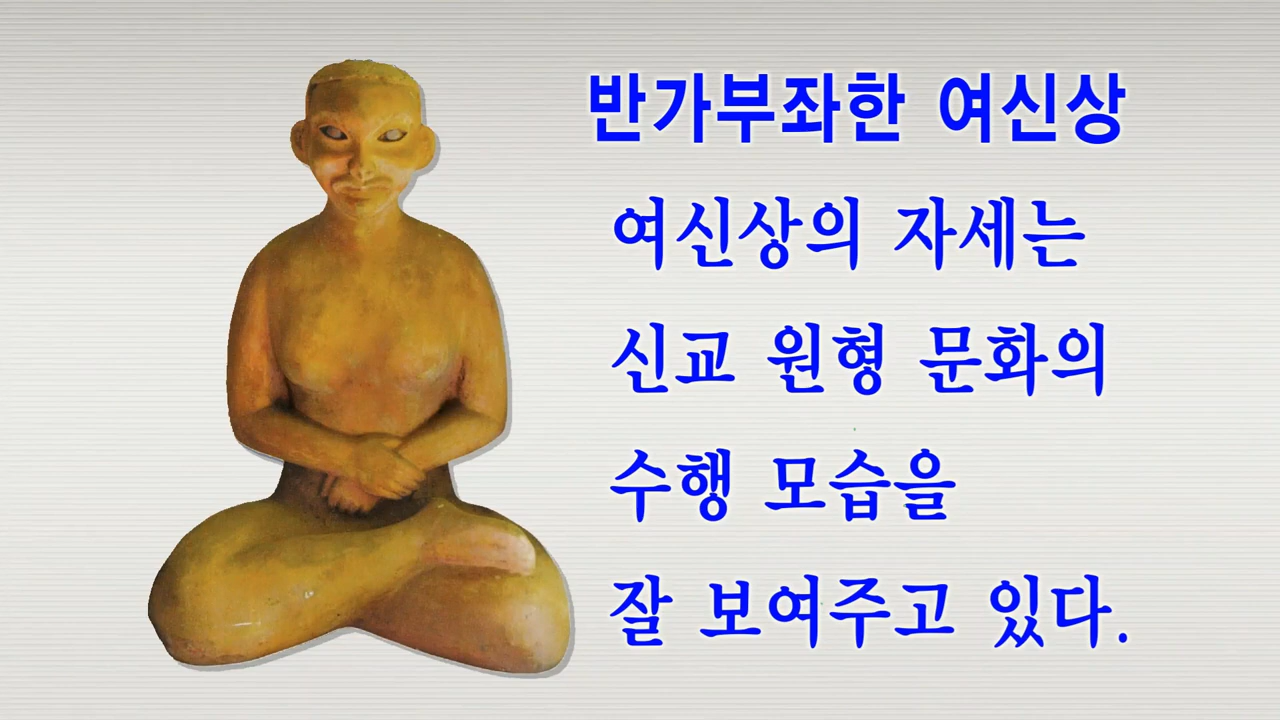 반가부좌한 여신상
여신상의 자세는
신교 원형 문화의
수행 모습을
잘 보여주고 있다.